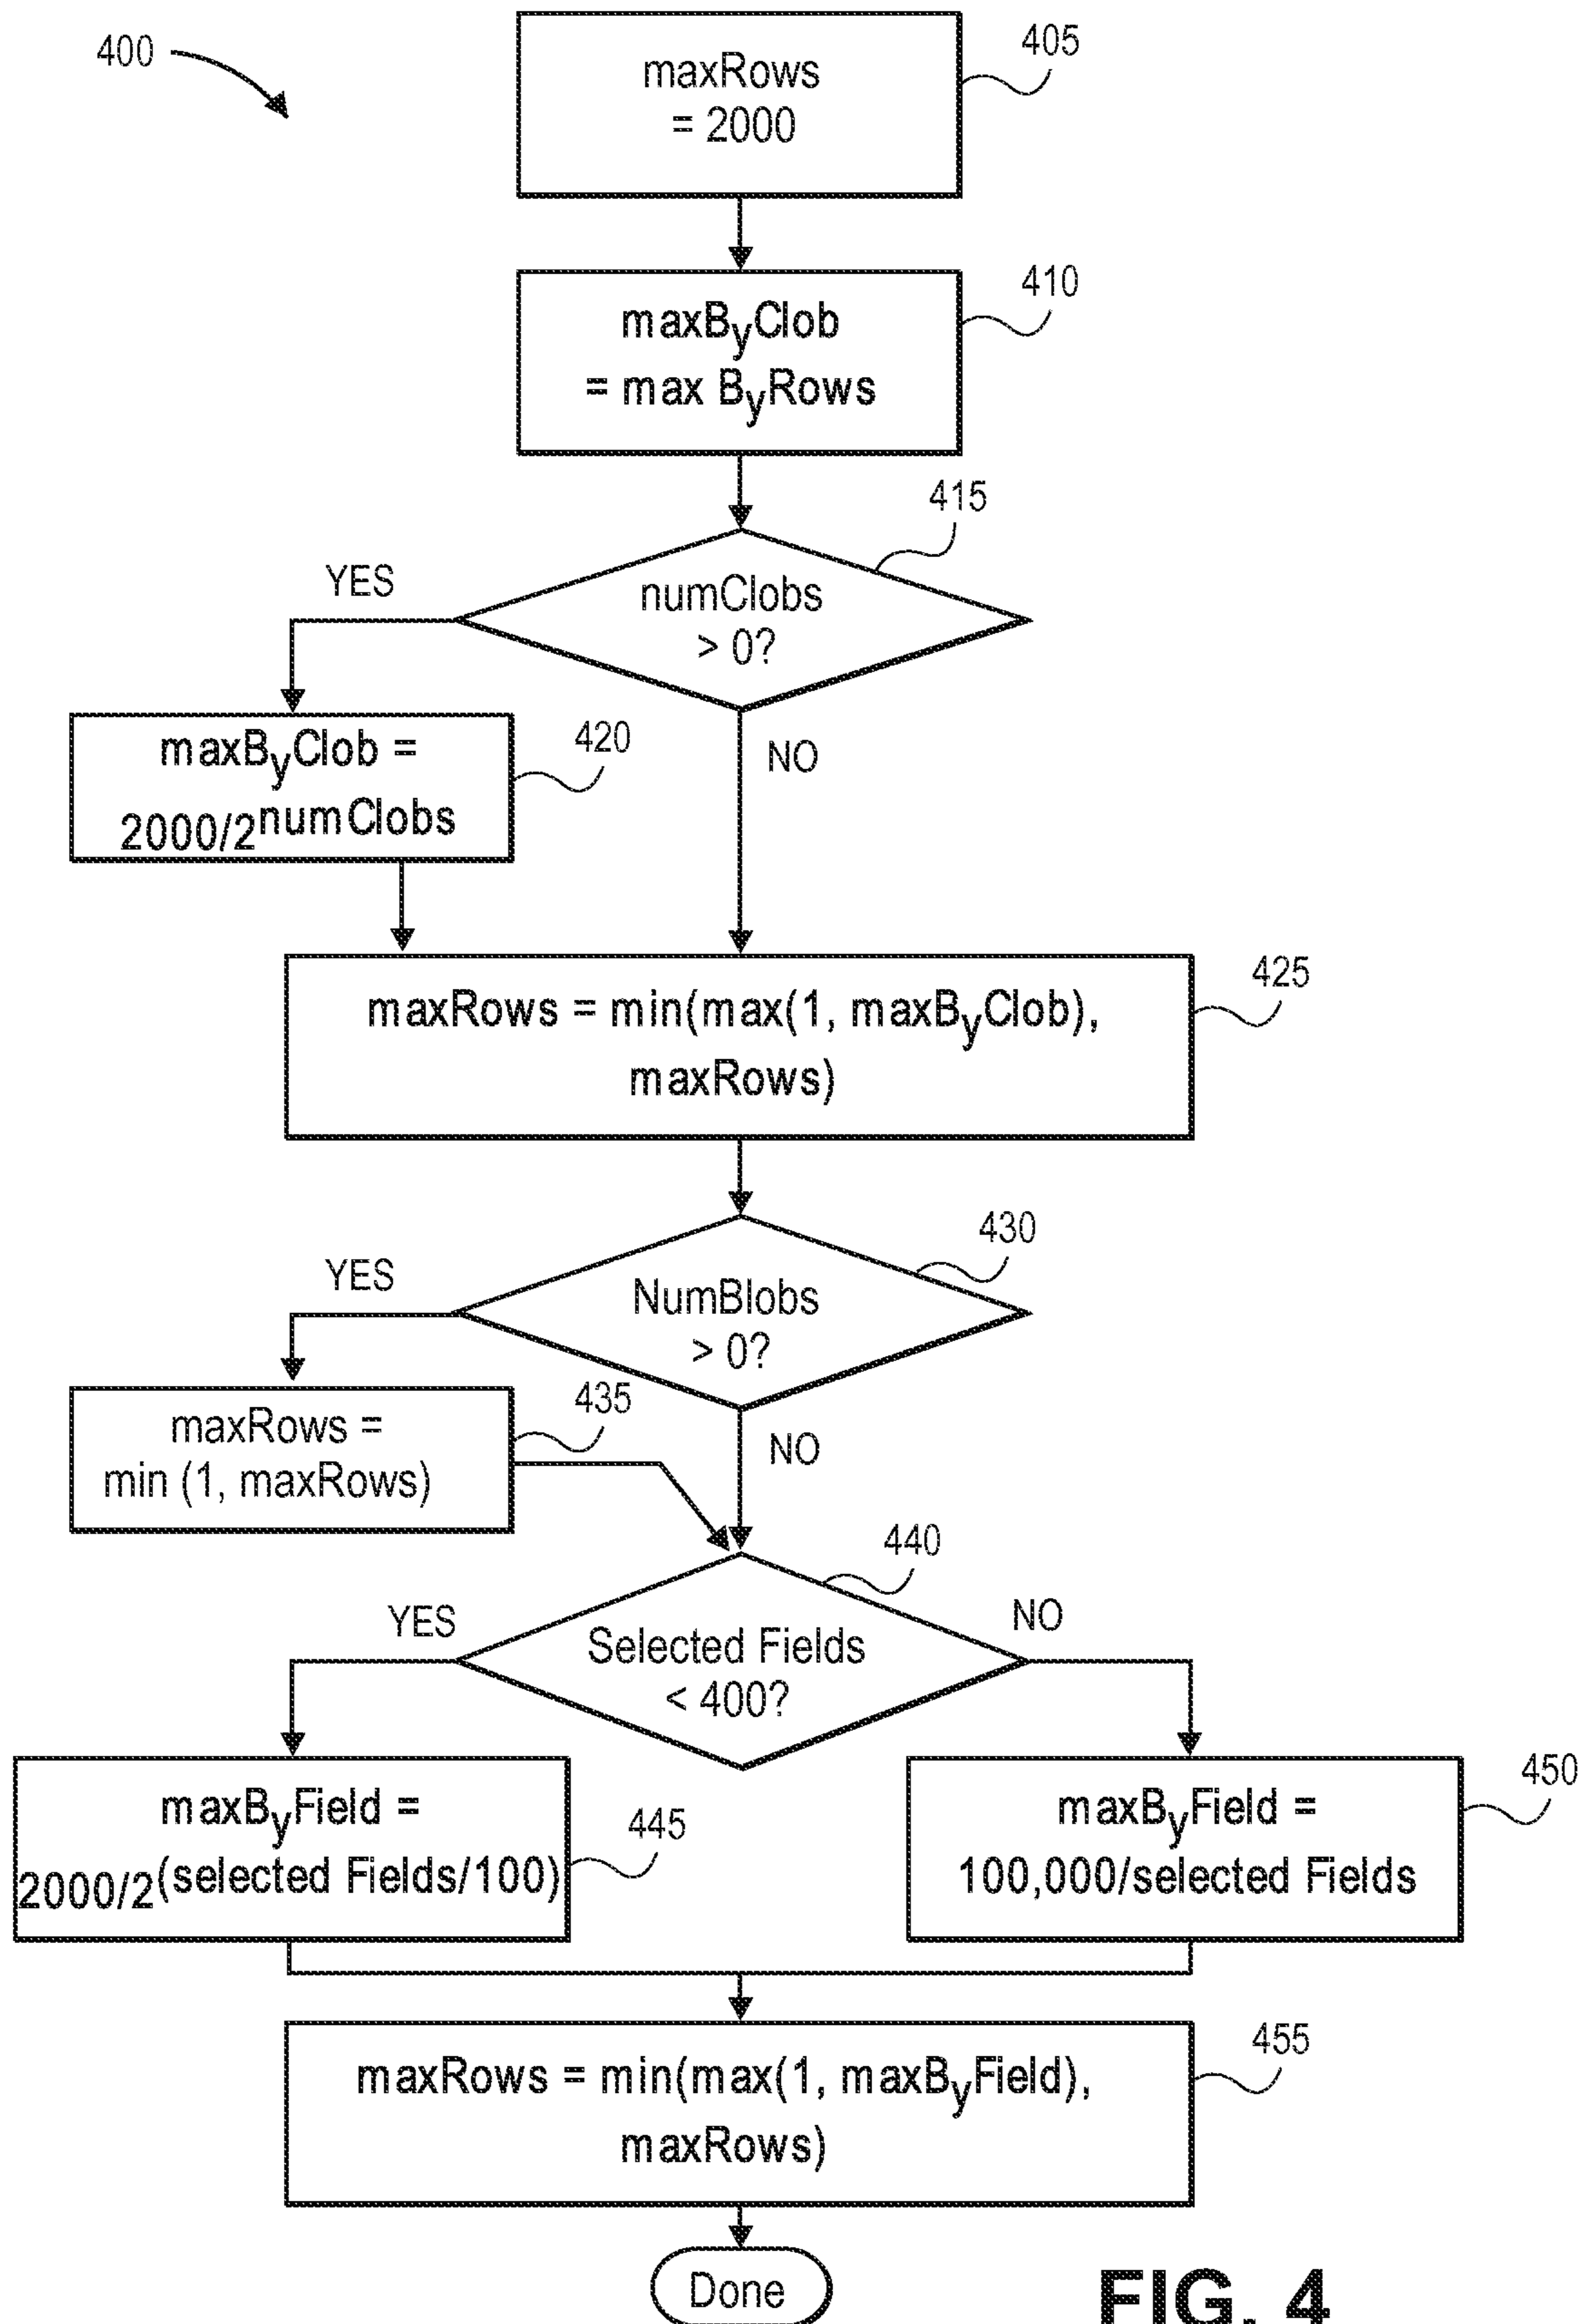 400
405
maxRows
= 2000
410
maxByClob
= max ByRows
415
YES
numClobs
> 0?
420
maxByClob =
2000/2numClobs
NO
425
maxRows = min(max(1, maxByClob),
maxRows)
430
YES
NumBlobs
> 0?
435
maxRows =
min (1, maxRows)
NO
440
YES
NO
Selected Fields
< 400?
445
maxByField =
2000/2(selected Fields/100)
450
maxByField =
100,000/selected Fields
455
maxRows = min(max(1, maxByField),
maxRows)
Done
FIG. 4